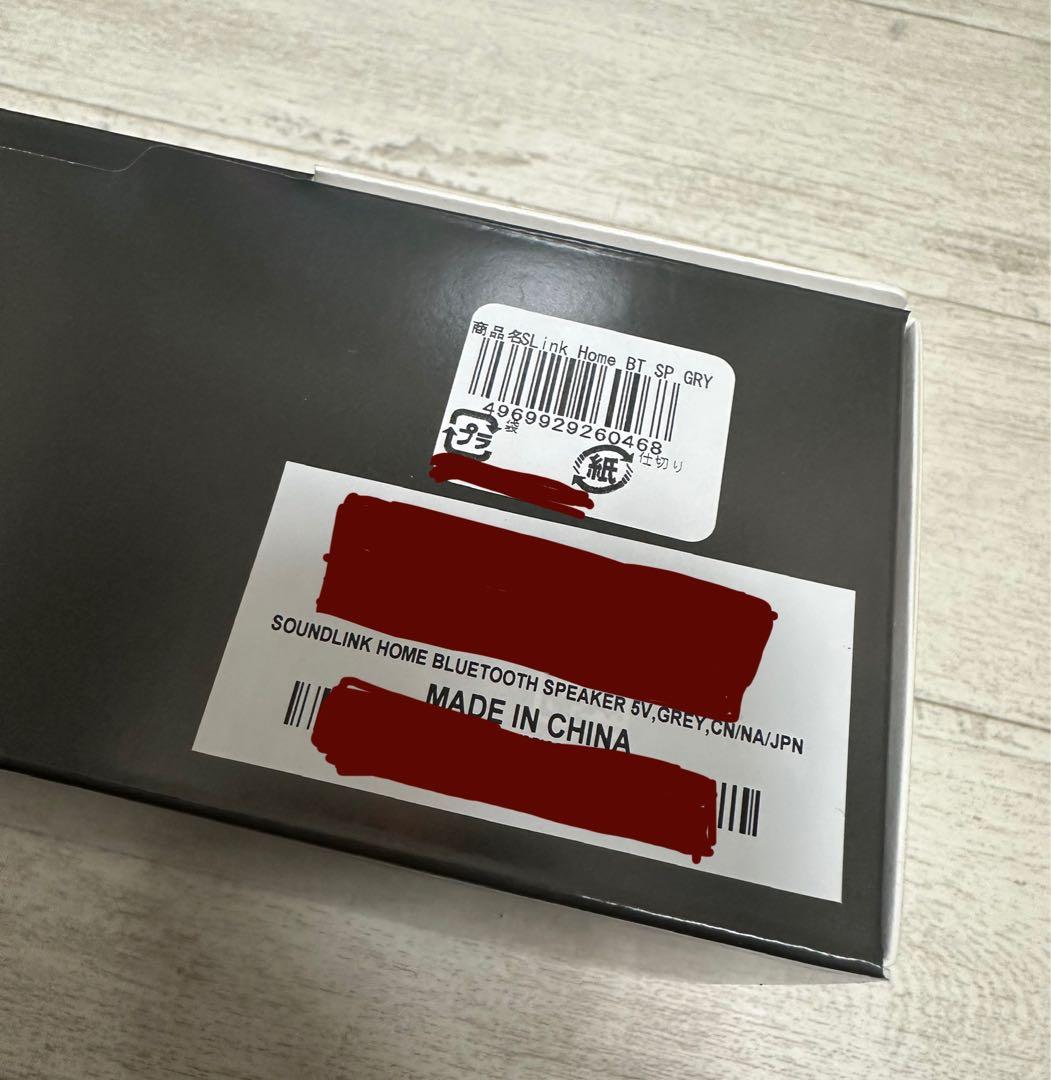 商品名SLink Home BT SP GRY
4969929260468
プラ 袋
紙 仕切り
SOUNDLINK HOME BLUETOOTH SPEAKER 5V,GREY,CN/NA/JPN
MADE IN CHINA